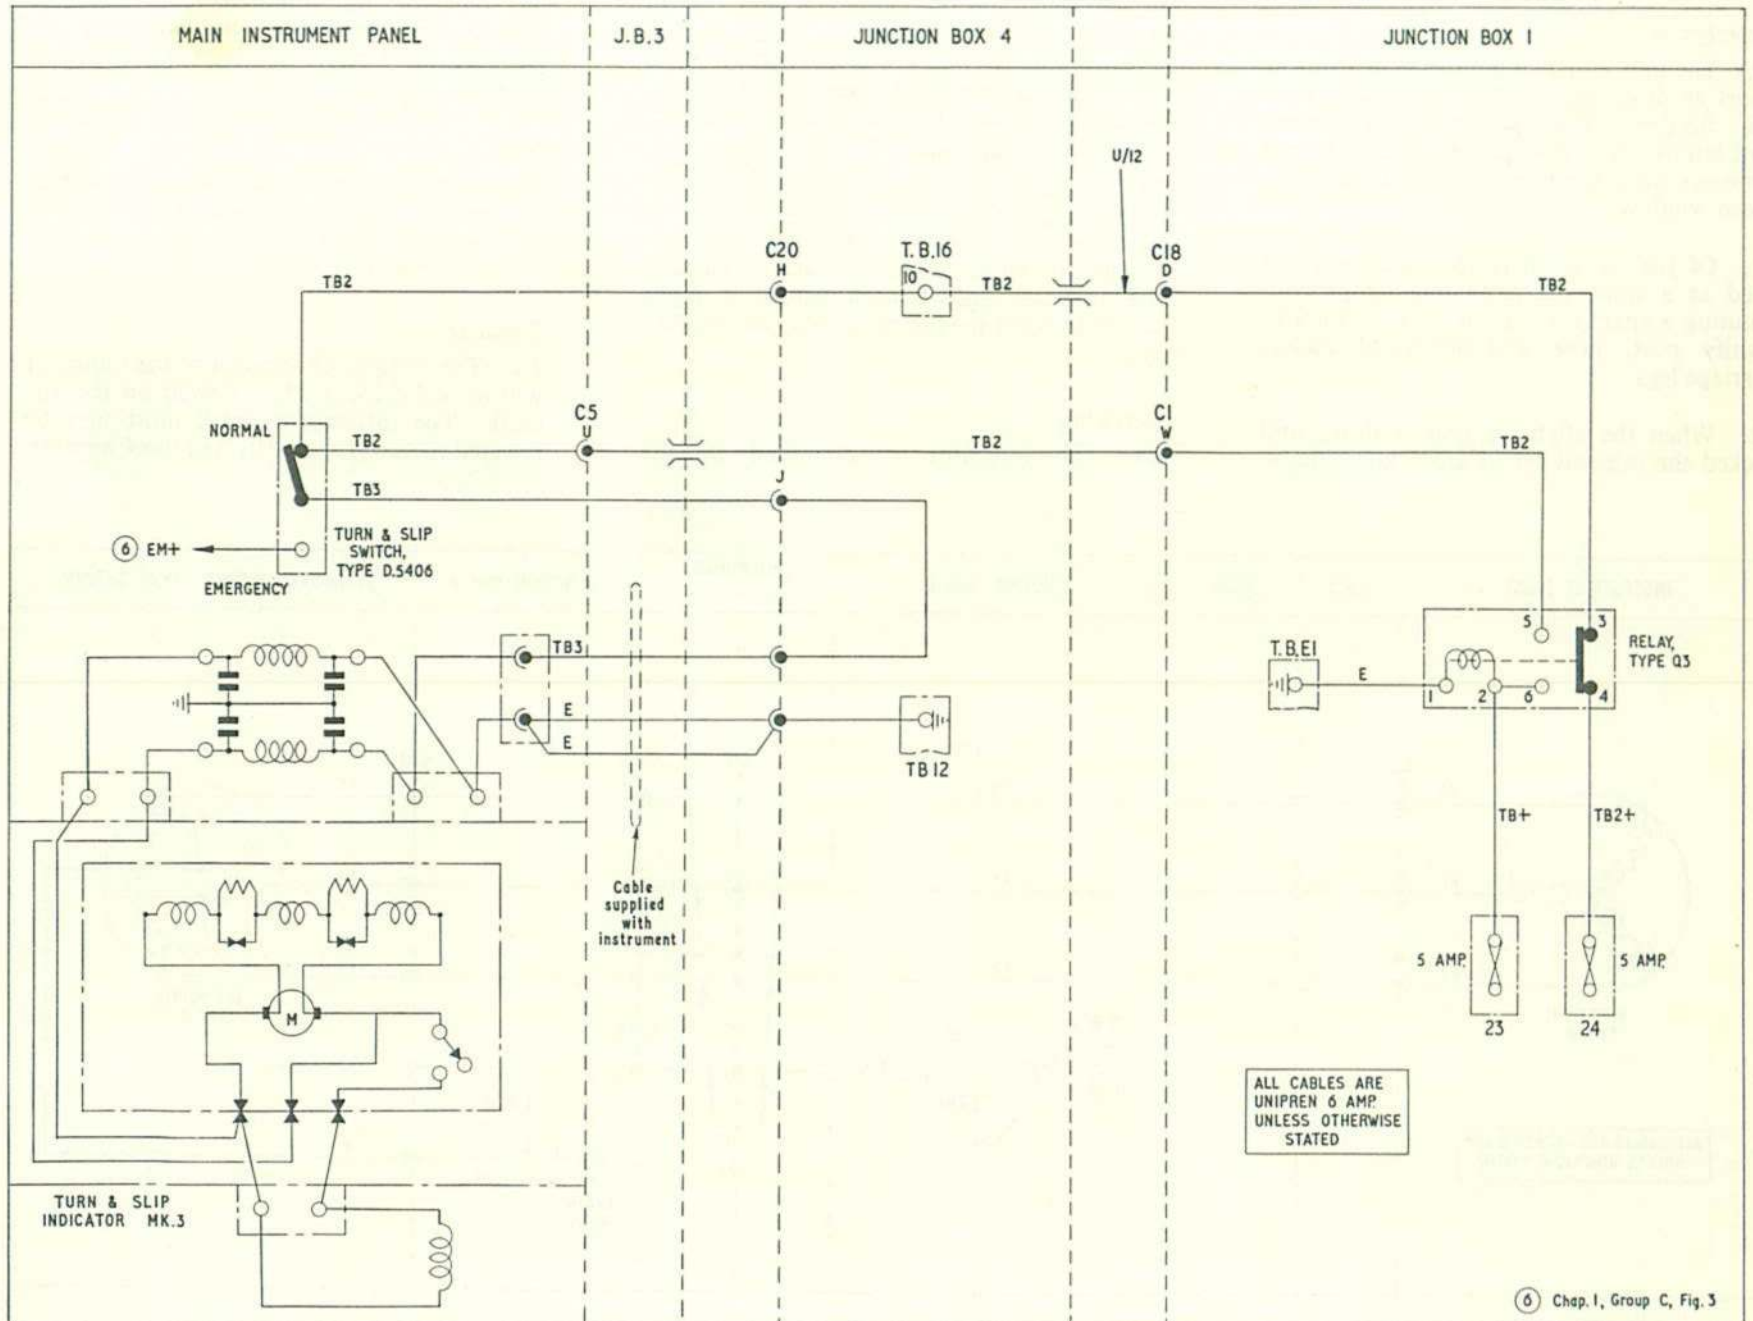 MAIN INSTRUMENT PANEL
J.B.3
JUNCTION BOX 4
JUNCTION BOX 1
U/12
C20
H
T.B.16
10
C18
D
TB2
TB2
TB2
NORMAL
C5
U
C1
W
TB2
TB2
TB2
TB3
J
6 EM+
TURN & SLIP
SWITCH,
TYPE D.5406
EMERGENCY
5
3
RELAY,
TYPE Q3
T.B.E1
E
1
2
6
4
TB3
E
E
TB 12
TB+
TB2+
Cable
supplied
with
instrument
M
5 AMP.
5 AMP.
23
24
ALL CABLES ARE
UNIPREN 6 AMP.
UNLESS OTHERWISE
STATED
TURN & SLIP
INDICATOR MK.3
6 Chap. 1, Group C, Fig. 3